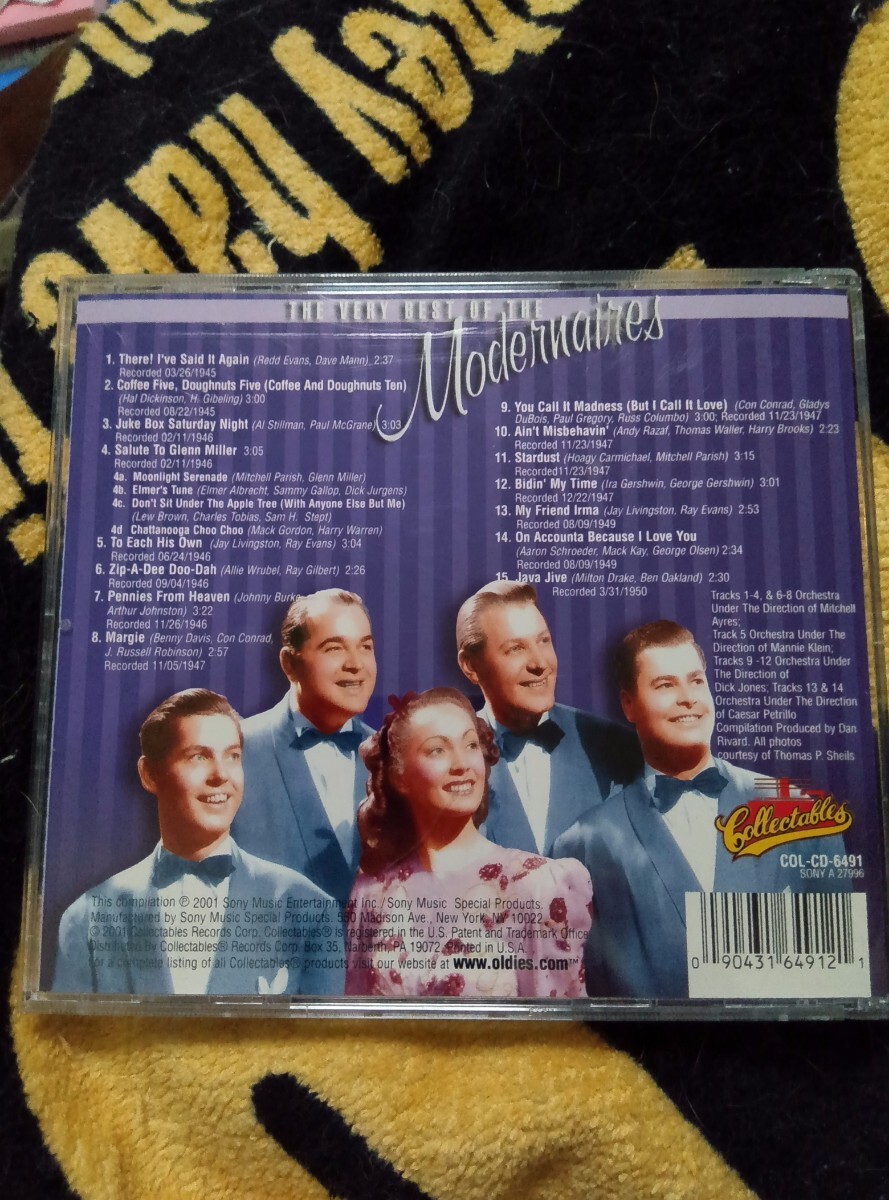 THE VERY BEST OF THE
Modernaires
1. There! I've Said It Again (Redd Evans, Dave Mann) 2:37
Recorded 03/26/1945
2. Coffee Five, Doughnuts Five (Coffee And Doughnuts Ten)
(Hal Dickinson, H. Gibeling) 3:00
Recorded 08/22/1945
3. Juke Box Saturday Night (Al Stillman, Paul McGrane) 3:03
Recorded 02/11/1946
4. Salute To Glenn Miller 3:05
Recorded 02/11/1946
4a. Moonlight Serenade (Mitchell Parish, Glenn Miller)
4b. Elmer's Tune (Elmer Albrecht, Sammy Gallop, Dick Jurgens)
4c. Don't Sit Under The Apple Tree (With Anyone Else But Me)
(Lew Brown, Charles Tobias, Sam H. Stept)
4d Chattanooga Choo Choo (Mack Gordon, Harry Warren)
5. To Each His Own (Jay Livingston, Ray Evans) 3:04
Recorded 06/24/1946
6. Zip-A-Dee Doo-Dah (Allie Wrubel, Ray Gilbert) 2:26
Recorded 09/04/1946
7. Pennies From Heaven (Johnny Burke
Arthur Johnston) 3:22
Recorded 11/26/1946
8. Margie (Benny Davis, Con Conrad,
J. Russell Robinson) 2:57
Recorded 11/05/1947
9. You Call It Madness (But I Call It Love) (Con Conrad, Gladys
DuBois, Paul Gregory, Russ Columbo) 3:00; Recorded 11/23/1947
10. Ain't Misbehavin' (Andy Razaf, Thomas Waller, Harry Brooks) 2:23
Recorded 11/23/1947
11. Stardust (Hoagy Carmichael, Mitchell Parish) 3:15
Recorded11/23/1947
12. Bidin' My Time (Ira Gershwin, George Gershwin) 3:01
Recorded 12/22/1947
13. My Friend Irma (Jay Livingston, Ray Evans) 2:53
Recorded 08/09/1949
14. On Accounta Because I Love You
(Aaron Schroeder, Mack Kay, George Olsen) 2:34
Recorded 08/09/1949
15. Java Jive (Milton Drake, Ben Oakland) 2:30
Recorded 3/31/1950
Tracks 1-4, & 6-8 Orchestra
Under The Direction of Mitchell
Ayres;
Track 5 Orchestra Under The
Direction of Mannie Klein;
Tracks 9 -12 Orchestra Under
The Direction of
Dick Jones; Tracks 13 & 14
Orchestra Under The Direction
of Caesar Petrillo
Compilation Produced by Dan
Rivard. All photos
courtesy of Thomas P. Sheils
Collectables
COL-CD-6491
SONY A 27996
This compilation ℗ 2001 Sony Music Entertainment Inc./Sony Music Special Products.
Manufactured by Sony Music Special Products. 550 Madison Ave., New York, NY 10022
© 2001 Collectables Records Corp. Collectables® is registered in the U.S. Patent and Trademark Office
Distributed By Collectables® Records Corp. Box 35, Narberth, PA 19072. Printed in U.S.A.
for a complete listing of all Collectables® products visit our website at www.oldies.com™
0 90431 64912 1